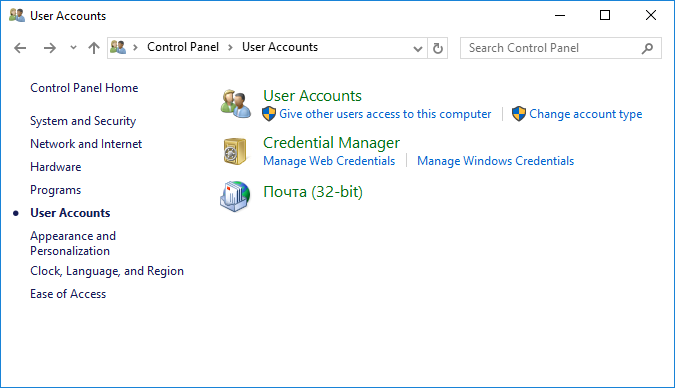 User Accounts
Control Panel
User Accounts
Search Control Panel
Control Panel Home
System and Security
Network and Internet
Hardware
Programs
User Accounts
Appearance and
Personalization
Clock, Language, and Region
Ease of Access
User Accounts
Give other users access to this computer
Change account type
Credential Manager
Manage Web Credentials
Manage Windows Credentials
Почта (32-bit)